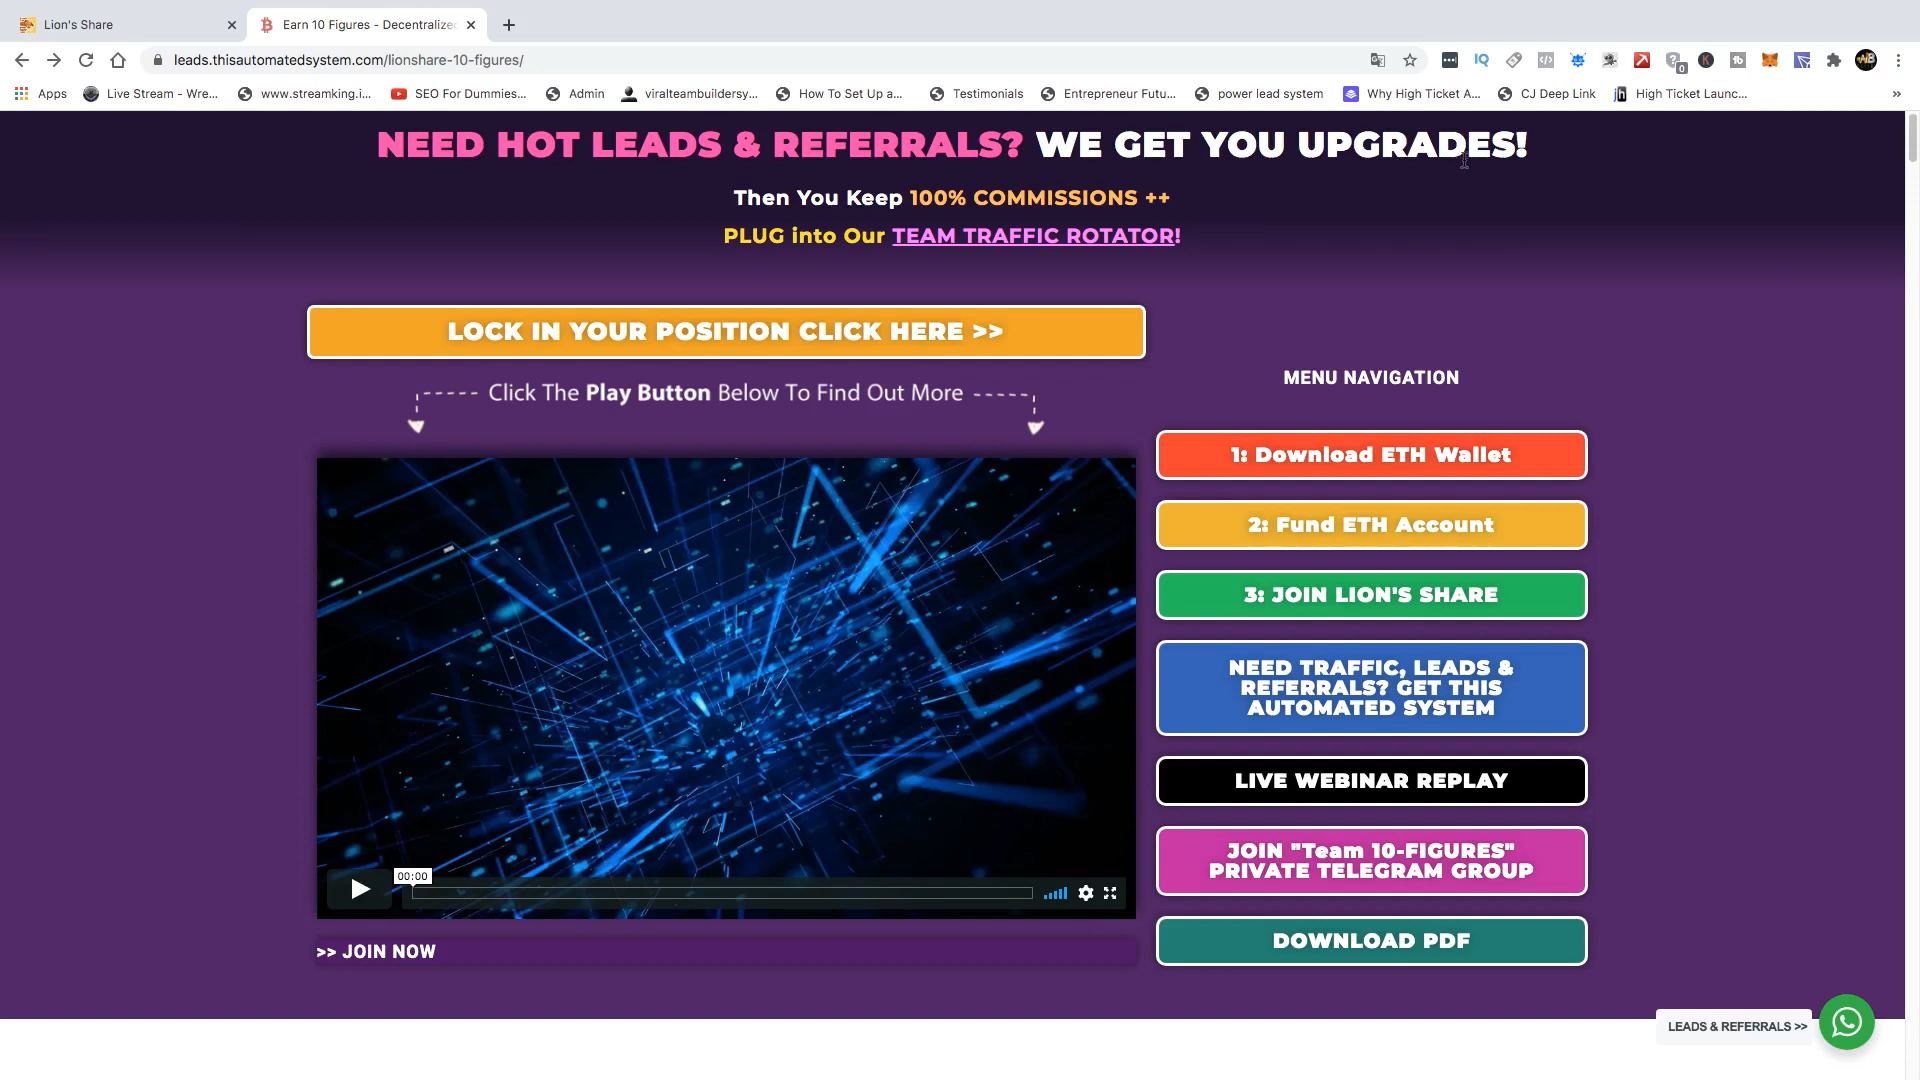 Lion's Share
Earn 10 Figures - Decentralize
leads.thisautomatedsystem.com/lionshare-10-figures/
IQ
0
K
tb
Apps
Live Stream - Wre...
www.streamking.i...
SEO For Dummies...
Admin
viralteambuildersy...
How To Set Up a...
Testimonials
Entrepreneur Futu...
power lead system
Why High Ticket A...
CJ Deep Link
jh
High Ticket Launc...
»
NEED HOT LEADS & REFERRALS? WE GET YOU UPGRADES!
Then You Keep 100% COMMISSIONS ++
PLUG into Our TEAM TRAFFIC ROTATOR!
LOCK IN YOUR POSITION CLICK HERE >>
Click The Play Button Below To Find Out More
MENU NAVIGATION
1: Download ETH Wallet
2: Fund ETH Account
3: JOIN LION'S SHARE
NEED TRAFFIC, LEADS &
REFERRALS? GET THIS
AUTOMATED SYSTEM
LIVE WEBINAR REPLAY
JOIN "Team 10-FIGURES"
PRIVATE TELEGRAM GROUP
DOWNLOAD PDF
00:00
>> JOIN NOW
LEADS & REFERRALS >>